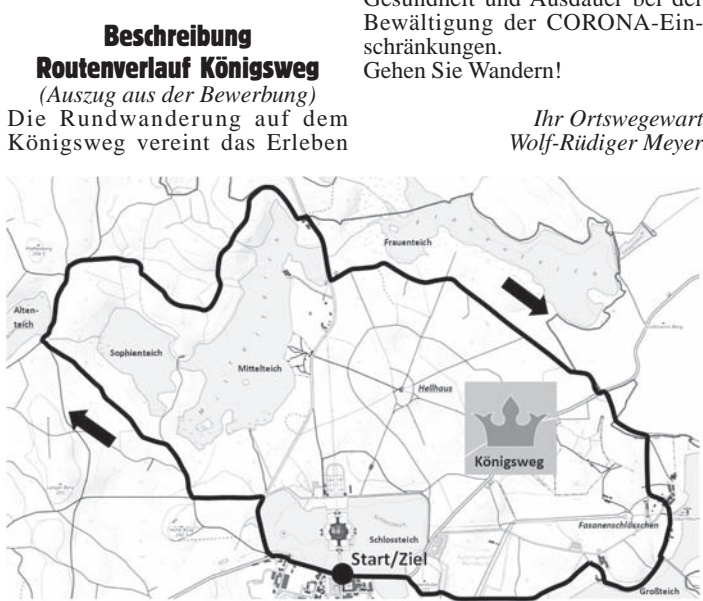 Beschreibung
Routenverlauf Königsweg
(Auszug aus der Bewerbung)
Die Rundwanderung auf dem
Königsweg vereint das Erleben
Gesundheit und Ausdauer bei der
Bewältigung der CORONA-Ein-
schränkungen.
Gehen Sie Wandern!
Ihr Ortswegewart
Wolf-Rüdiger Meyer
Frauenteich
Alten-
teich
Sophienteich
Mittelteich
Hellhaus
Königsweg
Fasanenschlösschen
Schlossteich
Start/Ziel
Großteich